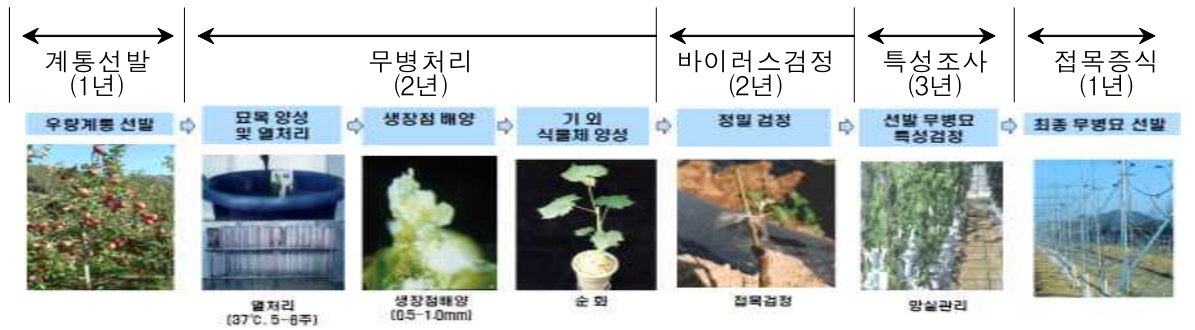 계통선발
(1년)
무병처리
(2년)
바이러스검정
(2년)
특성조사
(3년)
접목증식
(1년)
우량계통 선발
묘목 양성
및 열처리
생장점 배양
기 외
식물체 양성
정밀 검정
선발 무병묘
특성검정
최종 무병묘 선발
열처리
(37℃, 5-6주)
생장점배양
(0.5-1.0mm)
순 화
접목검정
망실관리